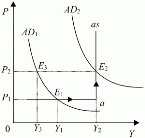 P
AD₁
AD₂
as
P₂
E₃
E₂
P₁
E₁
a
0
Y₃
Y₁
Y₂
Y